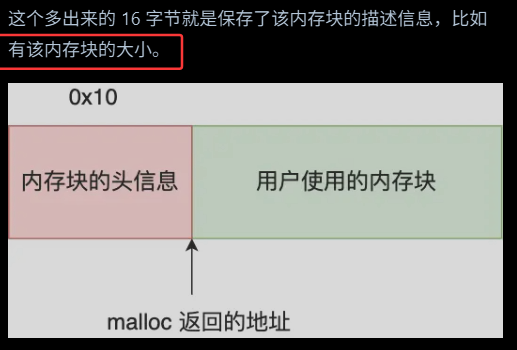 这个多出来的 16 字节就是保存了该内存块的描述信息，比如
有该内存块的大小。
0x10
内存块的头信息
用户使用的内存块
malloc 返回的地址